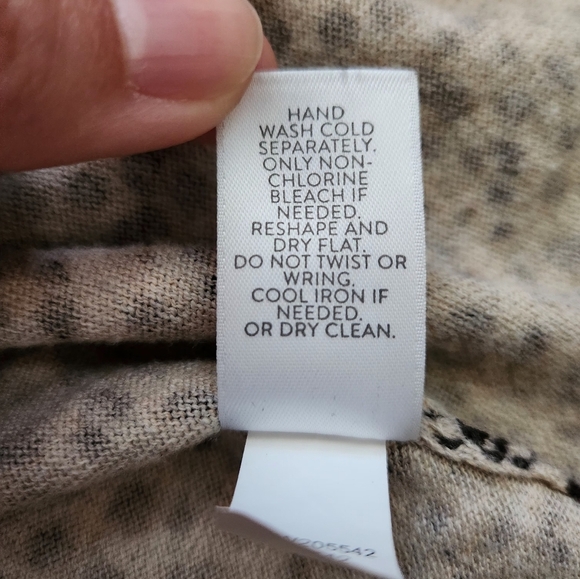 HAND
WASH COLD
SEPARATELY.
ONLY NON-
CHLORINE
BLEACH IF
NEEDED.
RESHAPE AND
DRY FLAT.
DO NOT TWIST OR
WRING.
COOL IRON IF
NEEDED.
OR DRY CLEAN.